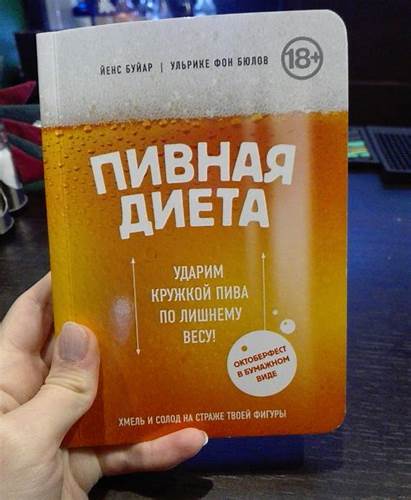 ЙЕНС БУЙАР | УЛЬРИКЕ ФОН БЮЛОВ
18+
ПИВНАЯ
ДИЕТА
УДАРИМ
КРУЖКОЙ ПИВА
ПО ЛИШНЕМУ
ВЕСУ!
ОКТОБЕРФЕСТ
В БУМАЖНОМ
ВИДЕ
ХМЕЛЬ И СОЛОД НА СТРАЖЕ ТВОЕЙ ФИГУРЫ